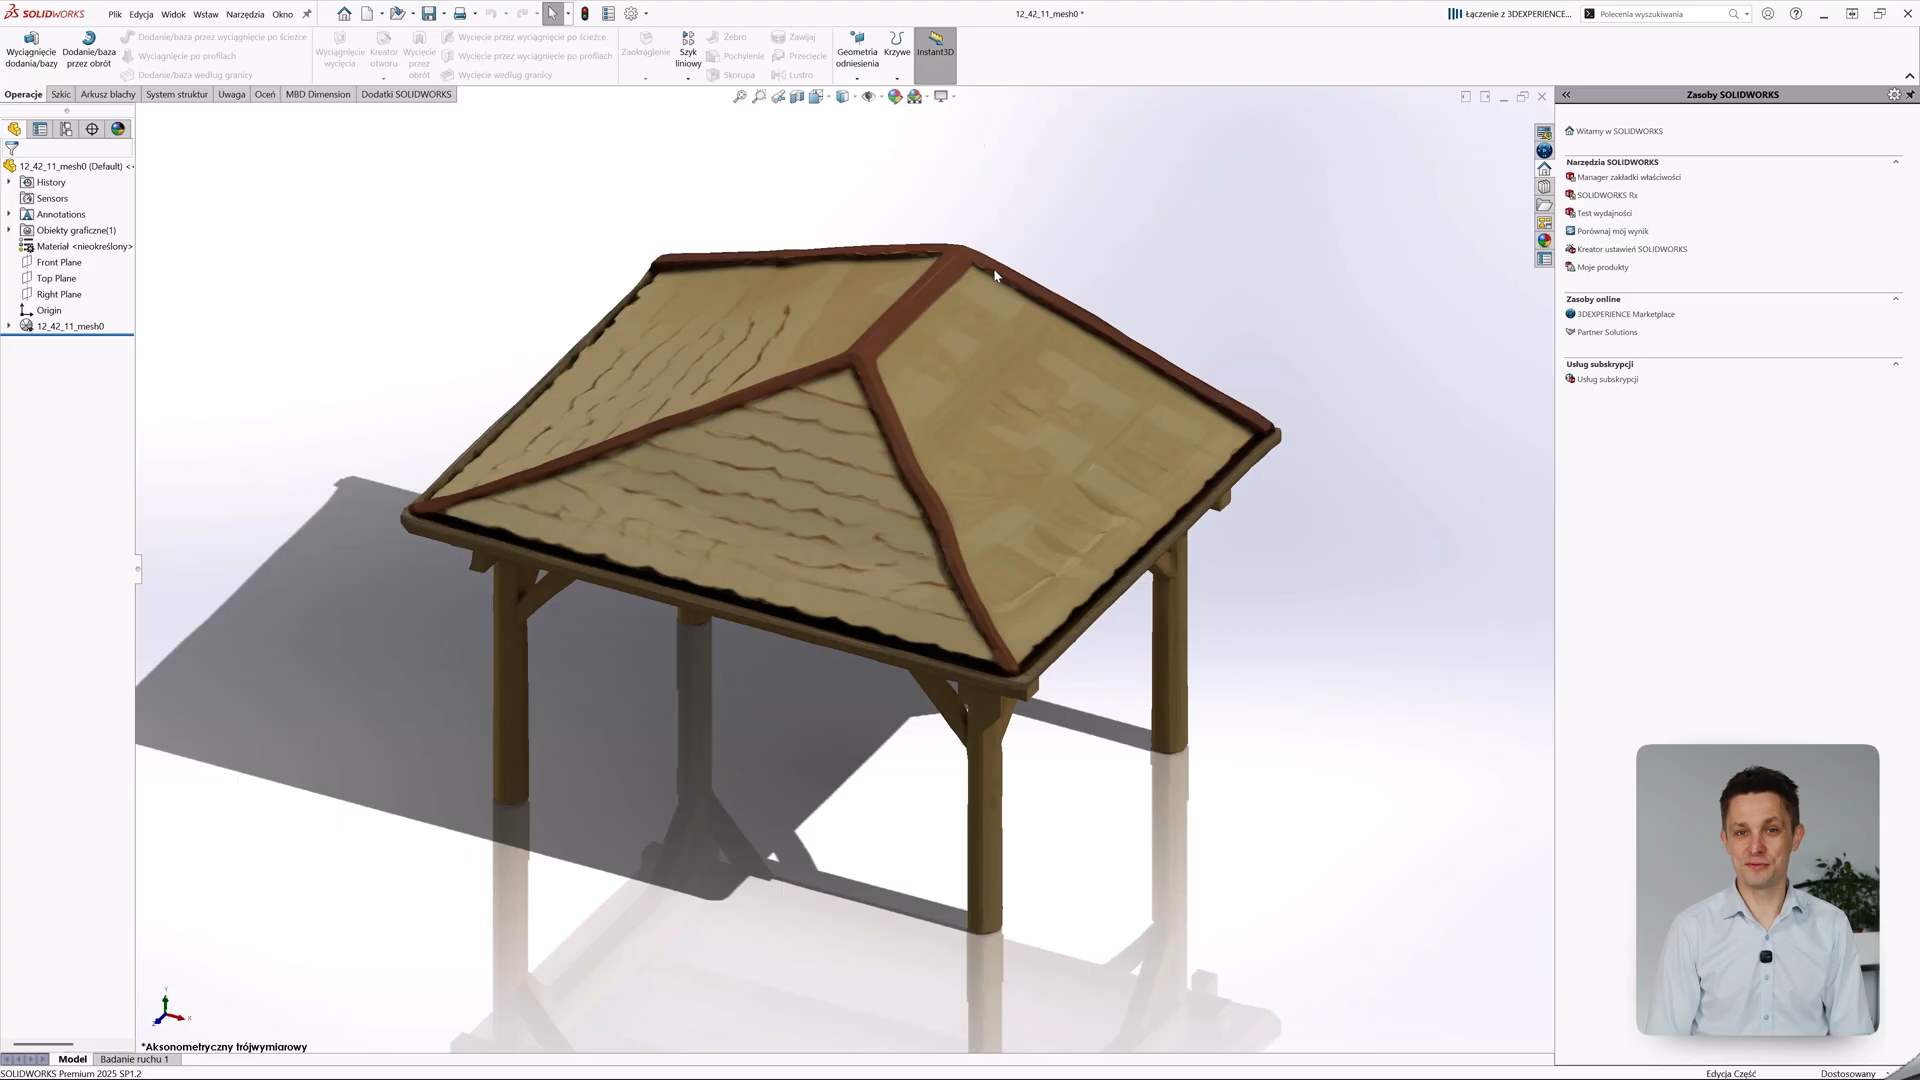 SOLIDWORKS
Plik Edycja Widok Wstaw Narzędzia Okno
12_42_11_mesh0 *
Łączenie z 3DEXPERIENCE...
Polecenia wyszukiwania
Wyciągnięcie dodania/bazy
Dodanie/baza przez obrót
Dodanie/baza przez wyciągnięcie po ścieżce
Wyciągnięcie po profilach
Dodanie/baza według granicy
Wyciągnięcie wycięcia
Kreator otworu
Wycięcie przez obrót
Wycięcie przez wyciągnięcie po ścieżce
Wycięcie przez wyciągnięcie po profilach
Wycięcie według granicy
Zaokrąglenie
Szyk liniowy
Żebro
Pochylenie
Skorupa
Zawijaj
Przecięcie
Lustro
Geometria odniesienia
Krzywe
Instant3D
Operacje Szkic Arkusz blachy System struktur Uwaga Oceń MBD Dimension Dodatki SOLIDWORKS
12_42_11_mesh0 (Default) <
History
Sensors
Annotations
Obiekty graficzne(1)
Materiał <nieokreślony>
Front Plane
Top Plane
Right Plane
Origin
12_42_11_mesh0
Zasoby SOLIDWORKS
Witamy w SOLIDWORKS
Narzędzia SOLIDWORKS
Manager zakładki właściwości
SOLIDWORKS Rx
Test wydajności
Porównaj mój wynik
Kreator ustawień SOLIDWORKS
Moje produkty
Zasoby online
3DEXPERIENCE Marketplace
Partner Solutions
Usług subskrypcji
Usług subskrypcji
Y
X
Z
*Aksonometryczny trójwymiarowy
Model Badanie ruchu 1
SOLIDWORKS Premium 2025 SP1.2
Edycja Część
Dostosowany